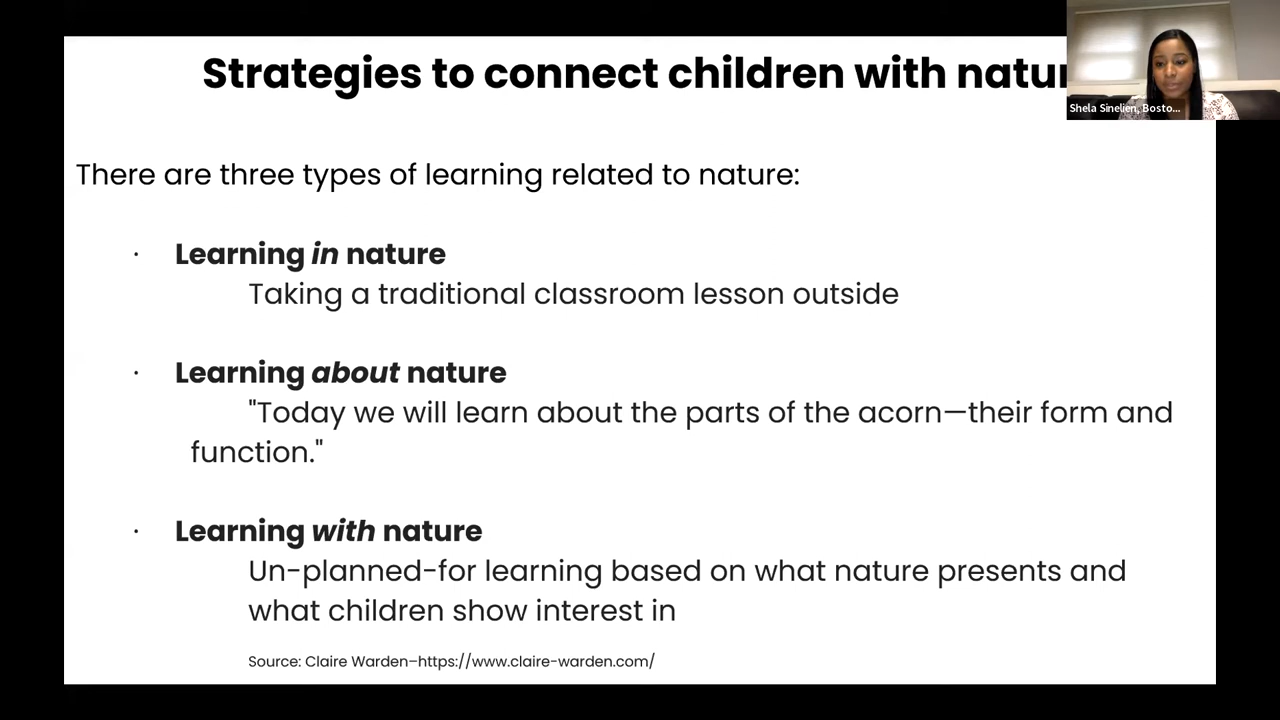 Strategies to connect children with natur
Shela Sinelien, Bosto...
There are three types of learning related to nature:
· Learning in nature
Taking a traditional classroom lesson outside
· Learning about nature
"Today we will learn about the parts of the acorn—their form and
function."
· Learning with nature
Un-planned-for learning based on what nature presents and
what children show interest in
Source: Claire Warden–https://www.claire-warden.com/